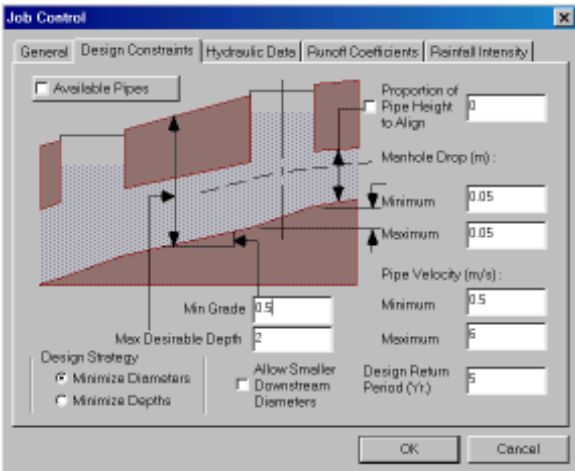 Job Control
General
Design Constraints
Hydraulic Data
Runoff Coefficients
Rainfall Intensity
Available Pipes
Proportion of
Pipe Height
to Align
0
Manhole Drop (m) :
Minimum
0.05
Maximum
0.05
Pipe Velocity (m/s) :
Min Grade
0.5
Minimum
0.5
Max Desirable Depth
2
Maximum
6
Design Strategy
Minimize Diameters
Minimize Depths
Allow Smaller
Downstream
Diameters
Design Return
Period (Yr.)
5
OK
Cancel